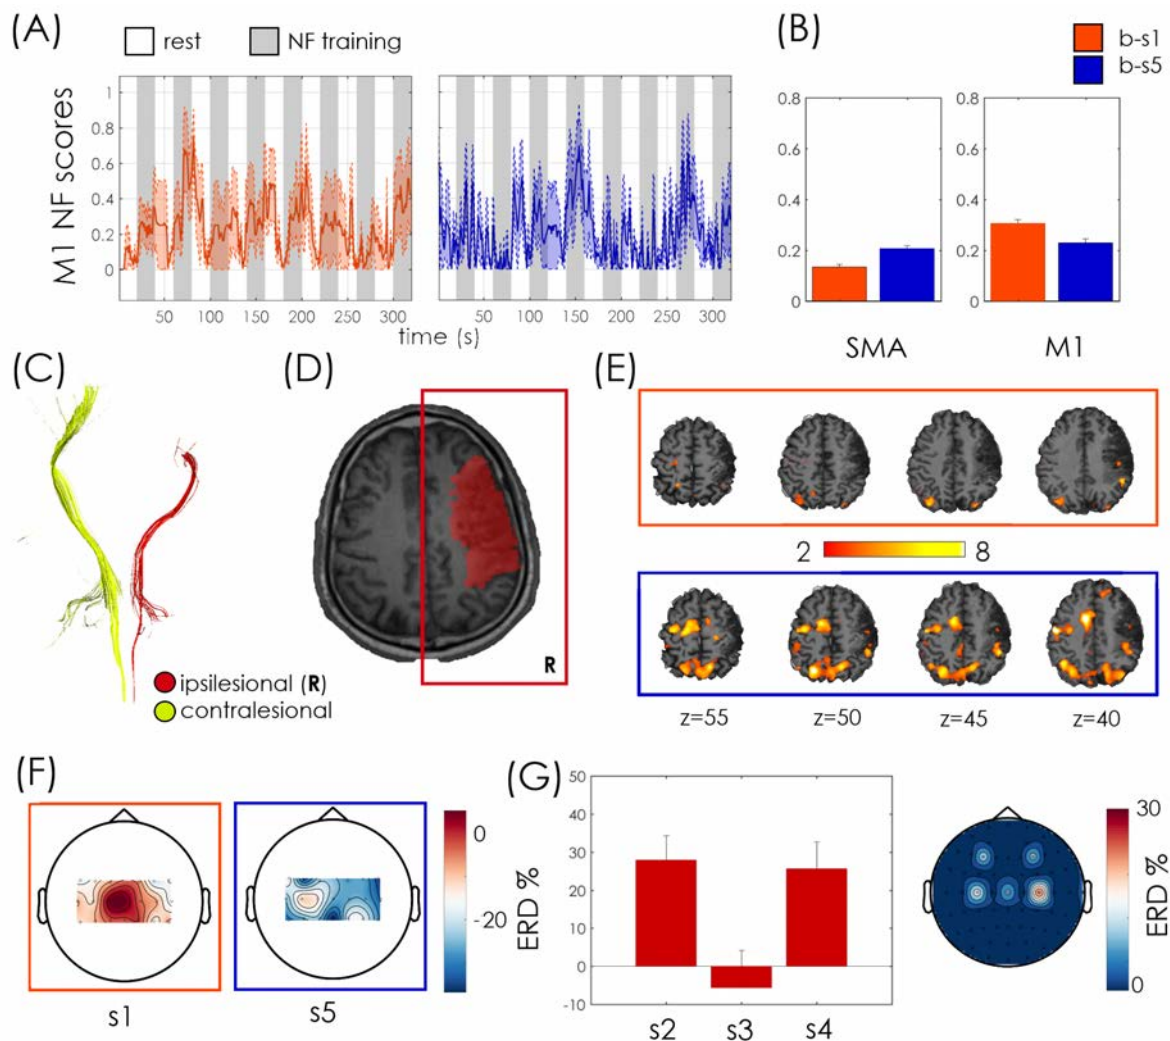 (A)
rest
NF training
M1 NF scores
1
0.8
0.6
0.4
0.2
0
50
100
150
200
250
300
50
100
150
200
250
300
time (s)
(B)
b-s1
b-s5
0.8
0.6
0.4
0.2
0
0.8
0.6
0.4
0.2
0
SMA
M1
(C)
ipsilesional (R)
contralesional
(D)
R
(E)
2
8
z=55
z=50
z=45
z=40
(F)
s1
s5
0
-20
ERD %
(G)
50
40
30
20
10
0
-10
s2
s3
s4
30
0
ERD %